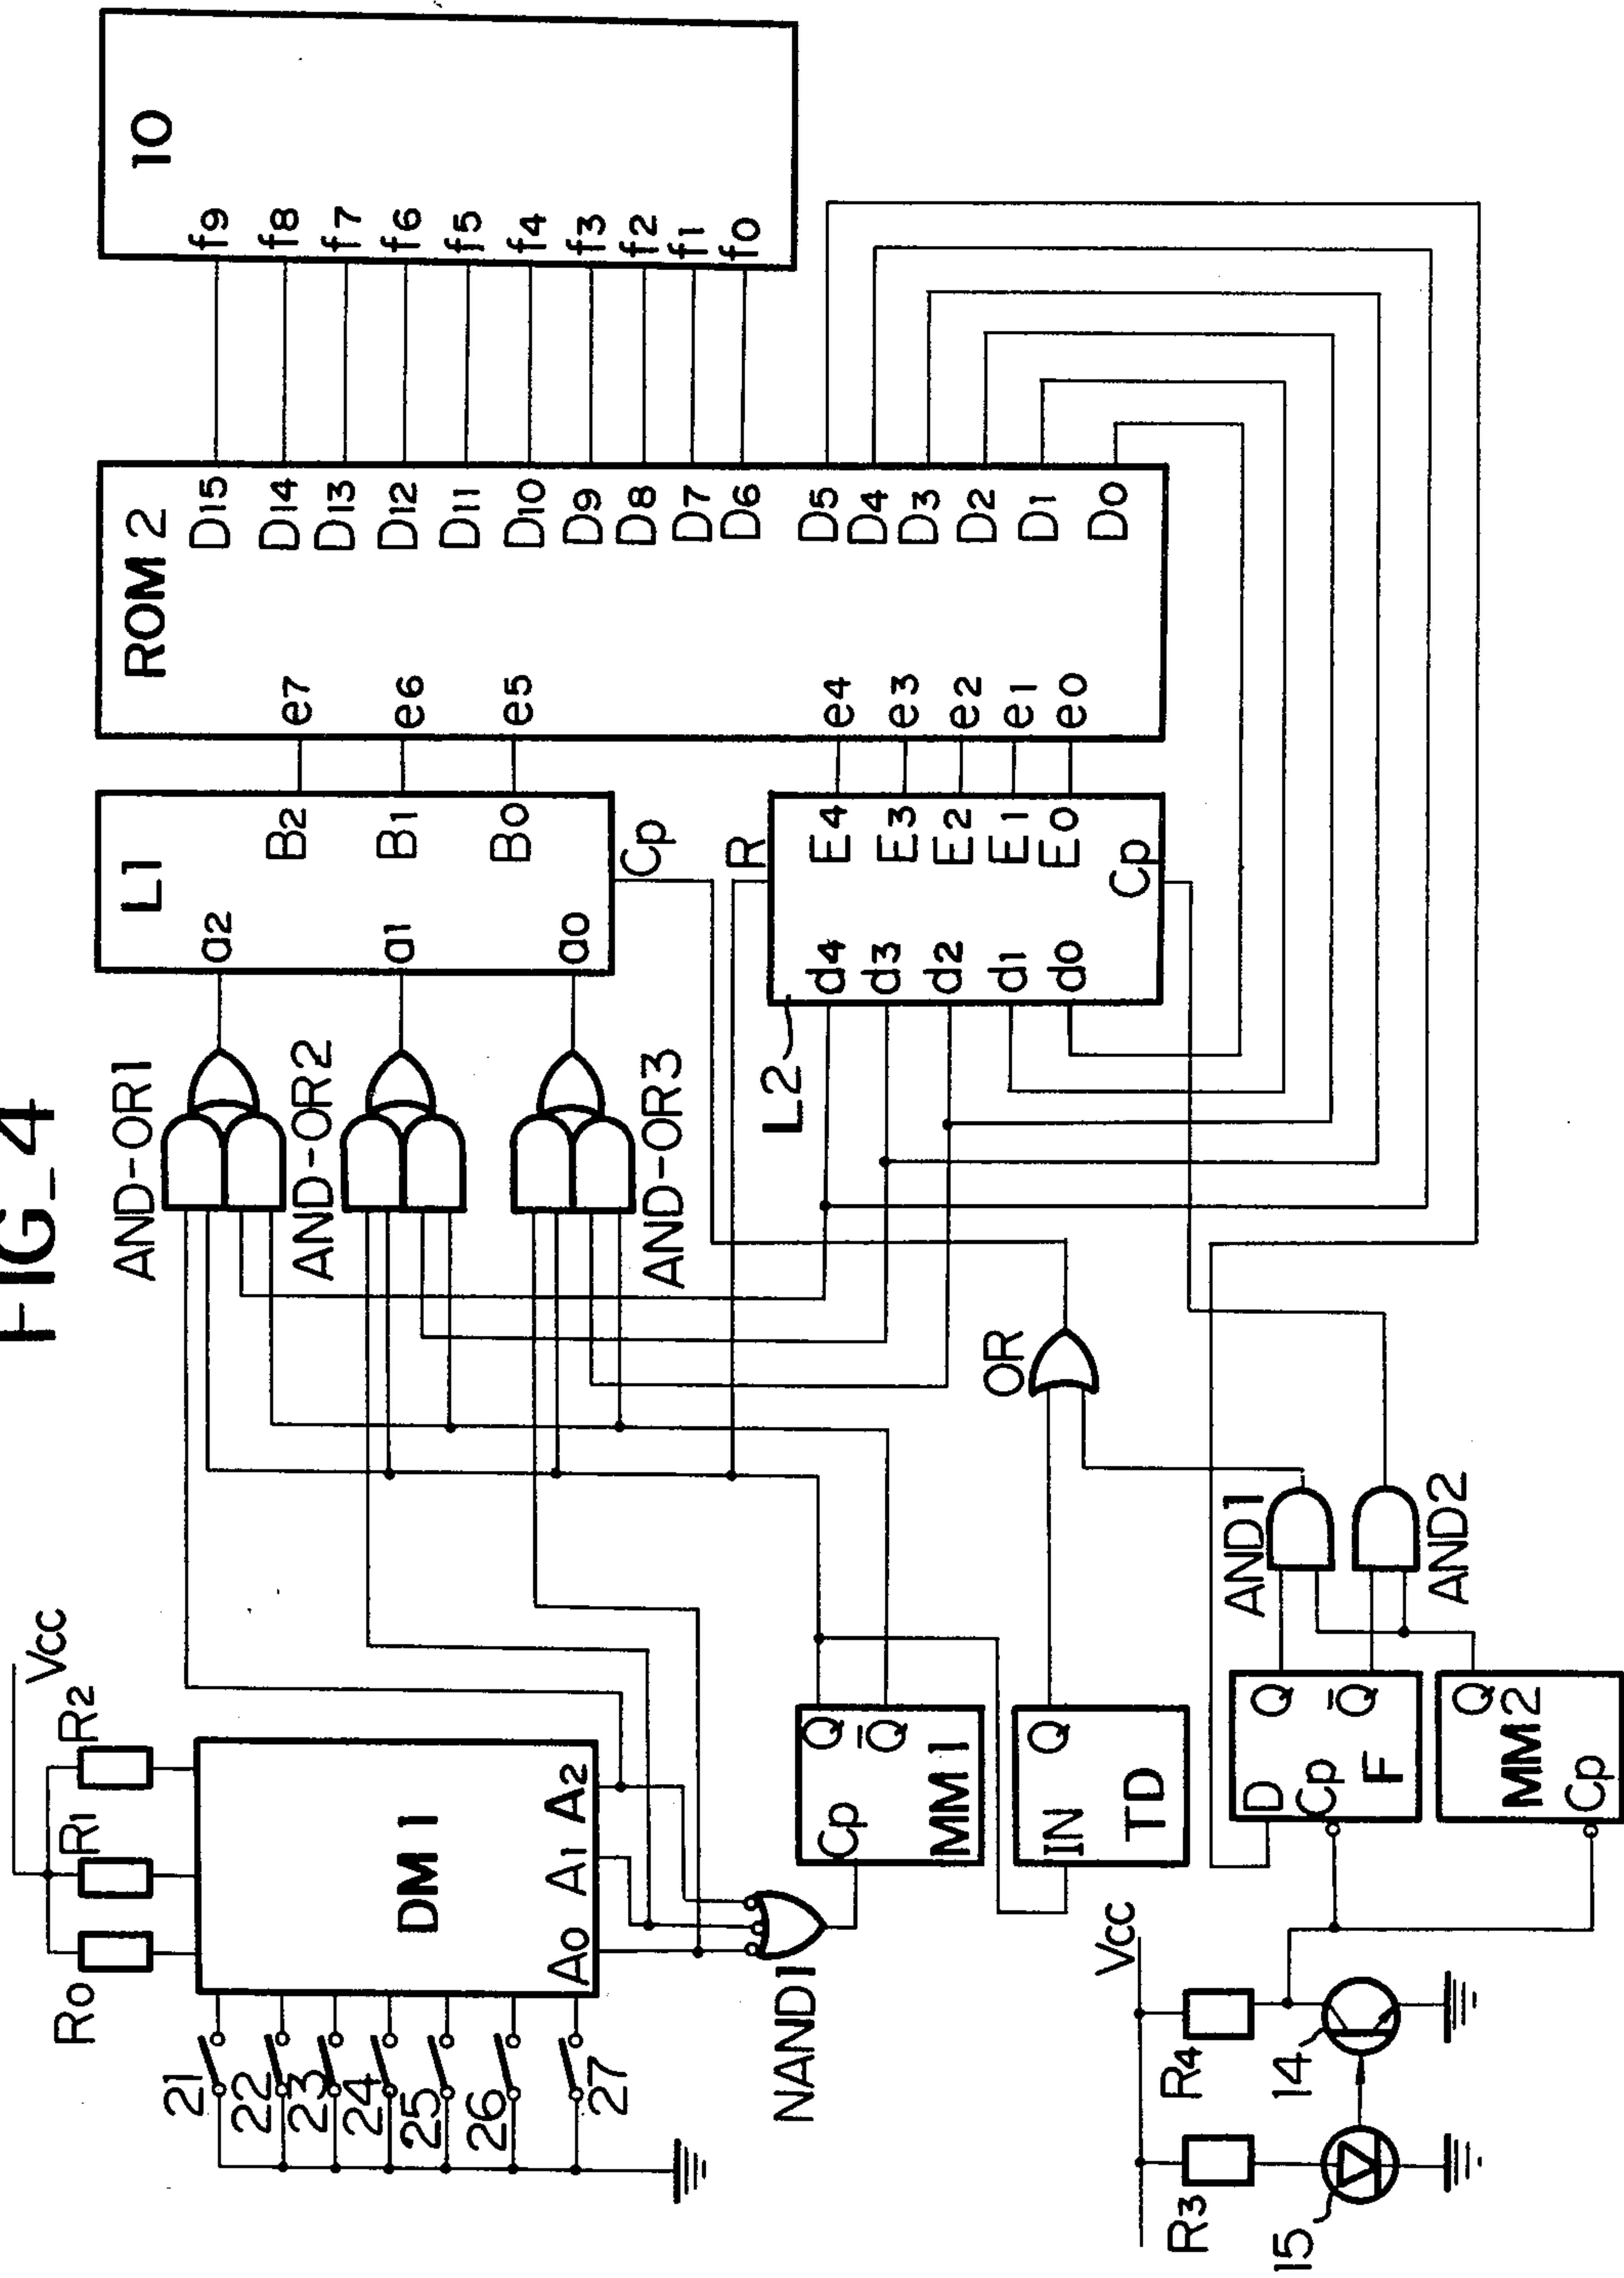 FIG_4
10
f9
f8
f7
f6
f5
f4
f3
f2
f1
f0
ROM 2
D15
D14
D13
D12
D11
D10
D9
D8
D7
D6
D5
D4
D3
D2
D1
D0
e7
e6
e5
e4
e3
e2
e1
e0
L1
B2
B1
B0
a2
a1
a0
Cp
R
E4
E3
E2
E1
E0
Cp
d4
d3
d2
d1
d0
L2
AND-OR1
AND-OR2
AND-OR3
OR
AND1
AND2
Vcc
R2
R1
R0
DM 1
A2
A1
A0
21
22
23
24
25
26
27
NAND1
Q
Q̅
Cp
MM 1
Q
IN
TD
Q
Q̅
D
Cp
F
Q
MM2
Cp
Vcc
R4
14
R3
15